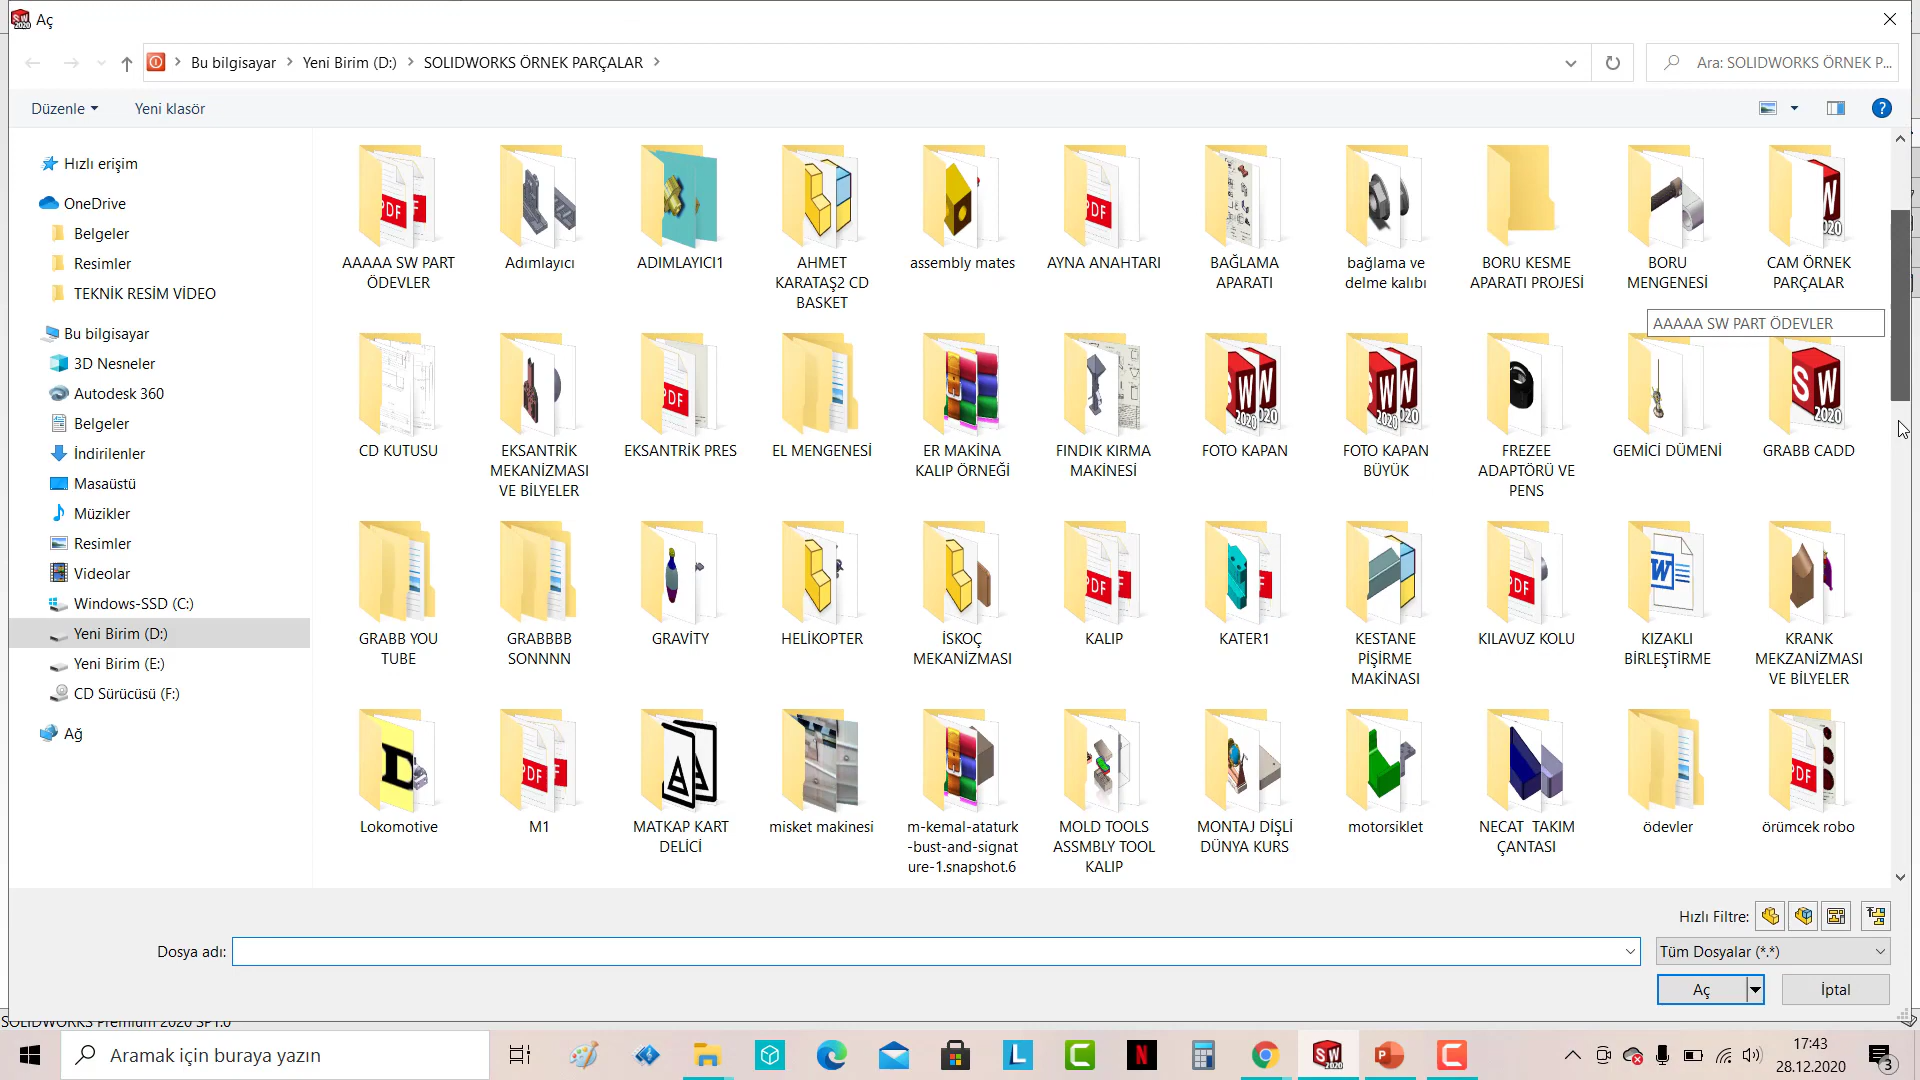 Aç
Bu bilgisayar > Yeni Birim (D:) > SOLIDWORKS ÖRNEK PARÇALAR >
Ara: SOLIDWORKS ÖRNEK P...
Düzenle
Yeni klasör
Hızlı erişim
OneDrive
Belgeler
Resimler
TEKNİK RESİM VİDEO
Bu bilgisayar
3D Nesneler
Autodesk 360
Belgeler
İndirilenler
Masaüstü
Müzikler
Resimler
Videolar
Windows-SSD (C:)
Yeni Birim (D:)
Yeni Birim (E:)
CD Sürücüsü (F:)
Ağ
AAAAA SW PART
ÖDEVLER
Adımlayıcı
ADIMLAYICI1
AHMET
KARATAŞ2 CD
BASKET
assembly mates
AYNA ANAHTARI
BAĞLAMA
APARATI
bağlama ve
delme kalıbı
BORU KESME
APARATI PROJESİ
BORU
MENGENESİ
CAM ÖRNEK
PARÇALAR
AAAAA SW PART ÖDEVLER
CD KUTUSU
EKSANTRİK
MEKANİZMASI
VE BİLYELER
EKSANTRİK PRES
EL MENGENESİ
ER MAKİNA
KALIP ÖRNEĞİ
FINDIK KIRMA
MAKİNESİ
FOTO KAPAN
FOTO KAPAN
BÜYÜK
FREZEE
ADAPTÖRÜ VE
PENS
GEMİCİ DÜMENİ
GRABB CADD
GRABB YOU
TUBE
GRABBBB
SONNNN
GRAVİTY
HELİKOPTER
İSKOÇ
MEKANİZMASI
KALIP
KATER1
KESTANE
PİŞİRME
MAKİNASI
KILAVUZ KOLU
KIZAKLI
BİRLEŞTİRME
KRANK
MEKZANİZMASI
VE BİLYELER
Lokomotive
M1
MATKAP KART
DELİCİ
misket makinesi
m-kemal-ataturk
-bust-and-signat
ure-1.snapshot.6
MOLD TOOLS
ASSMBLY TOOL
KALIP
MONTAJ DİŞLİ
DÜNYA KURS
motorsiklet
NECAT  TAKIM
ÇANTASI
ödevler
örümcek robo
Hızlı Filtre:
Dosya adı:
Tüm Dosyalar (*.*)
Aç
İptal
SOLIDWORKS Premium 2020 SP1.0
Aramak için buraya yazın
17:43
28.12.2020
3